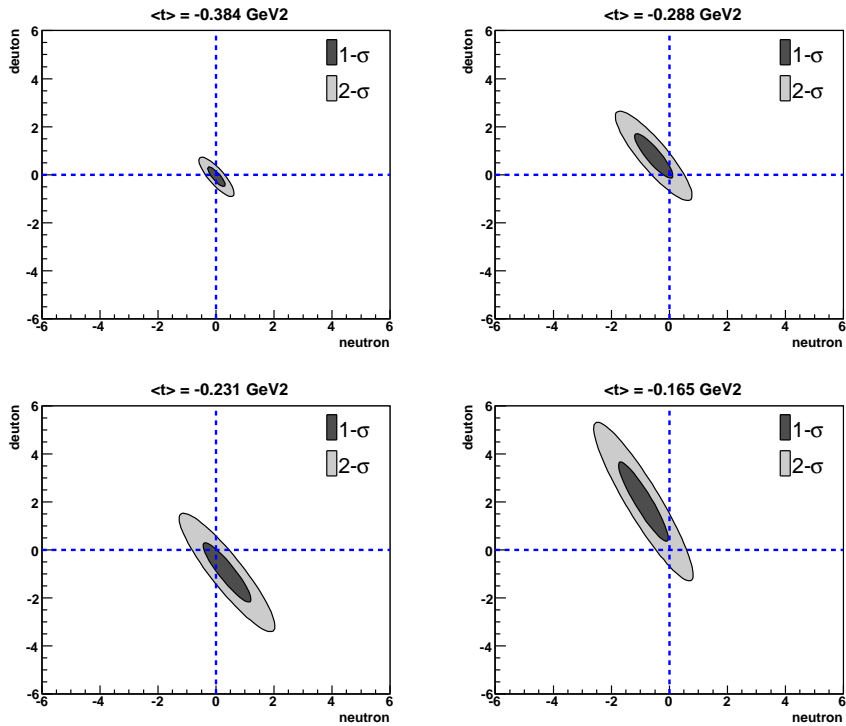 <t> = -0.384 GeV2
deuton
6
4
2
0
-2
-4
-6
-6 -4 -2 0 2 4 6
neutron
1-σ
2-σ
<t> = -0.288 GeV2
deuton
6
4
2
0
-2
-4
-6
-6 -4 -2 0 2 4 6
neutron
1-σ
2-σ
<t> = -0.231 GeV2
deuton
6
4
2
0
-2
-4
-6
-6 -4 -2 0 2 4 6
neutron
1-σ
2-σ
<t> = -0.165 GeV2
deuton
6
4
2
0
-2
-4
-6
-6 -4 -2 0 2 4 6
neutron
1-σ
2-σ